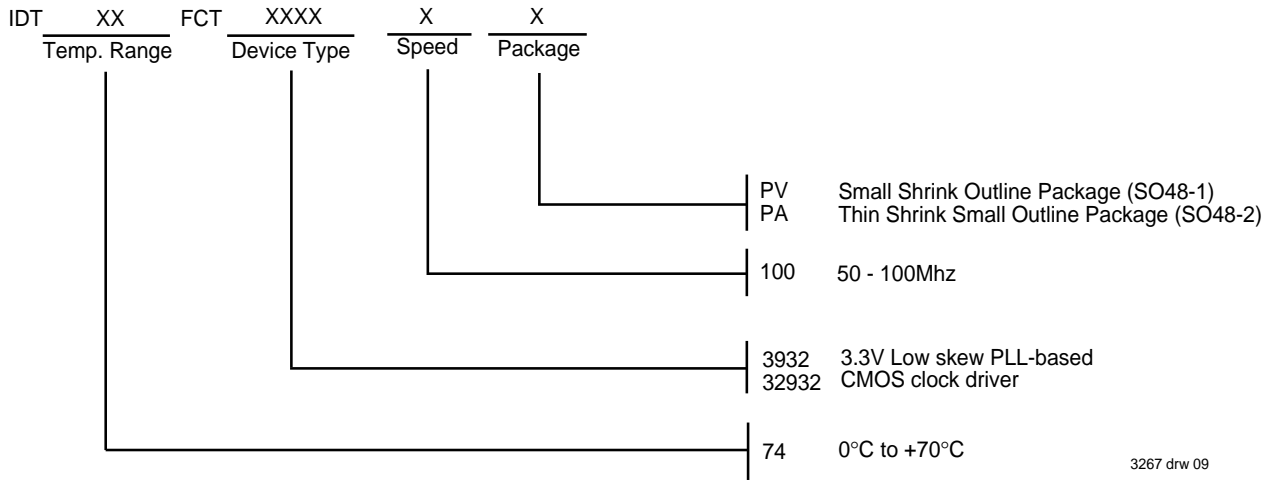 IDT XX FCT XXXX X X
Temp. Range Device Type Speed Package
PV Small Shrink Outline Package (SO48-1)
PA Thin Shrink Small Outline Package (SO48-2)
100 50 - 100Mhz
3932 3.3V Low skew PLL-based
32932 CMOS clock driver
74 0°C to +70°C
3267 drw 09